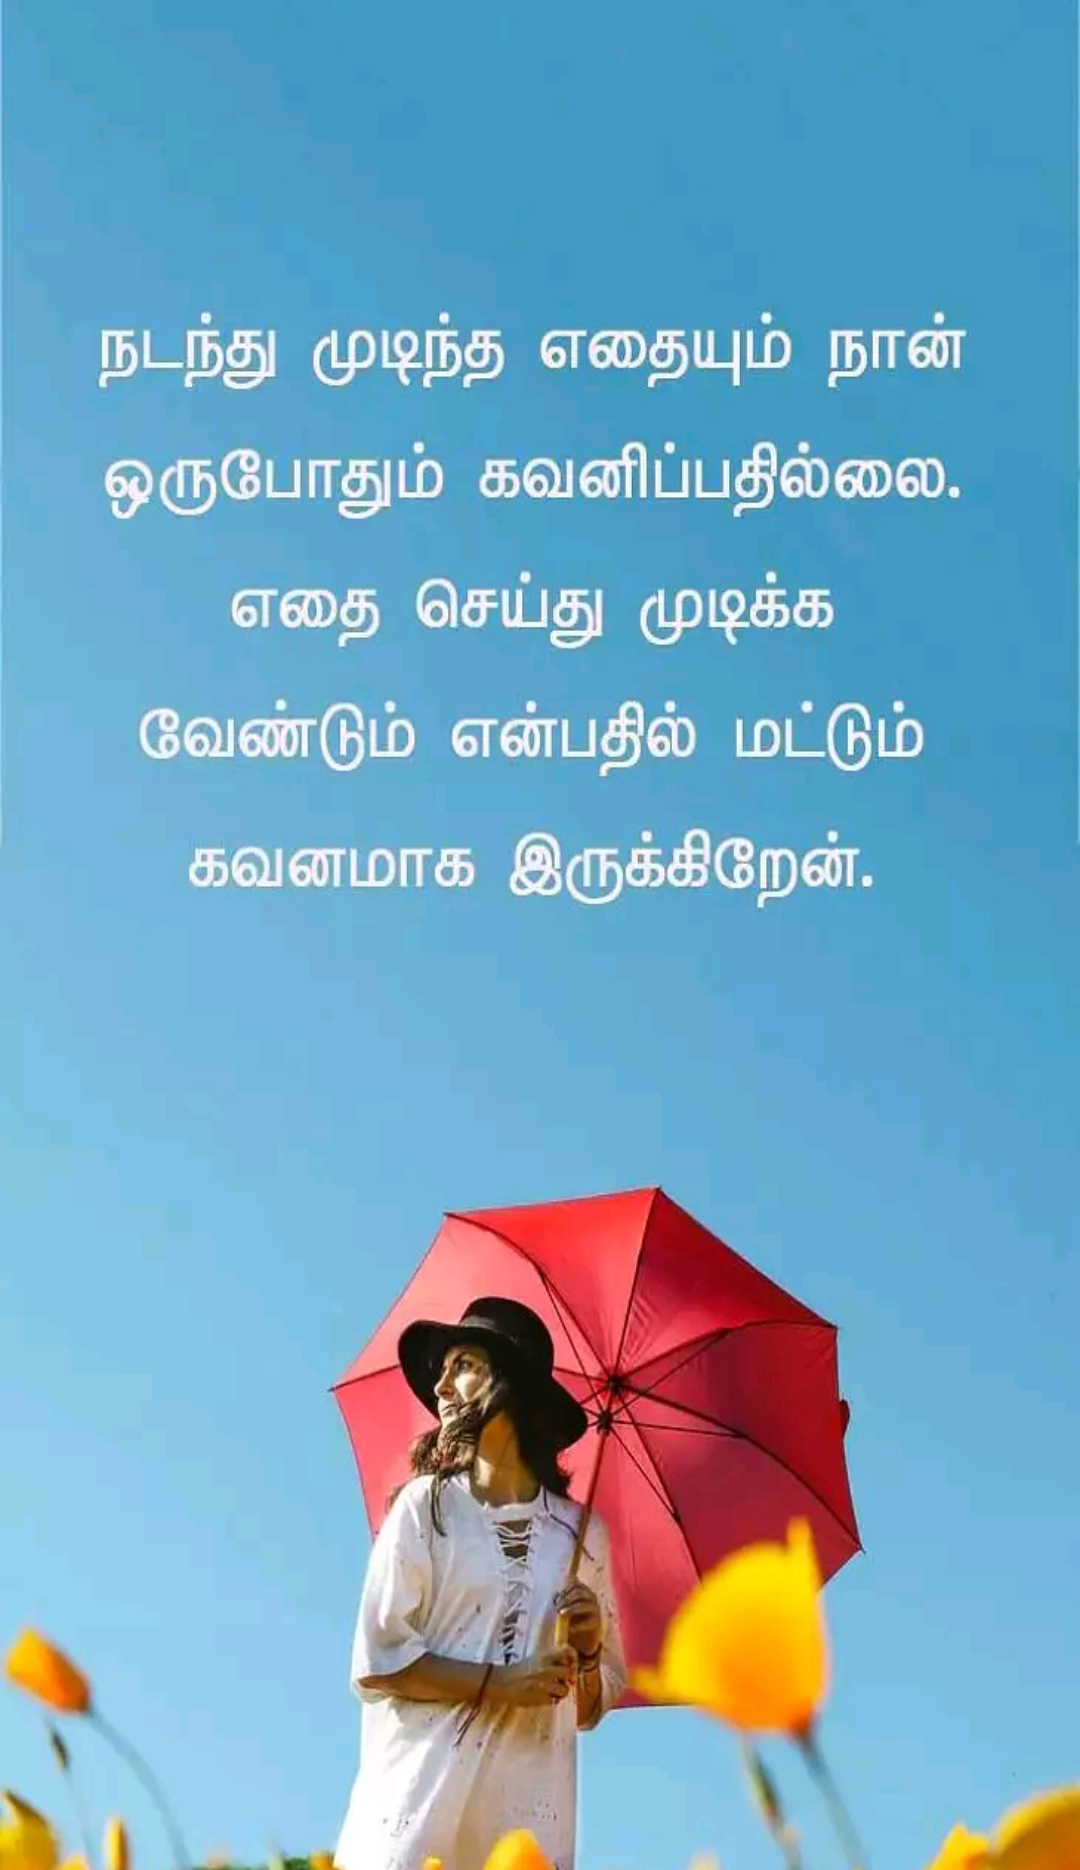 நடந்து முடிந்த எதையும் நான்
ஒருபோதும் கவனிப்பதில்லை.
எதை செய்து முடிக்க
வேண்டும் என்பதில் மட்டும்
கவனமாக இருக்கிறேன்.